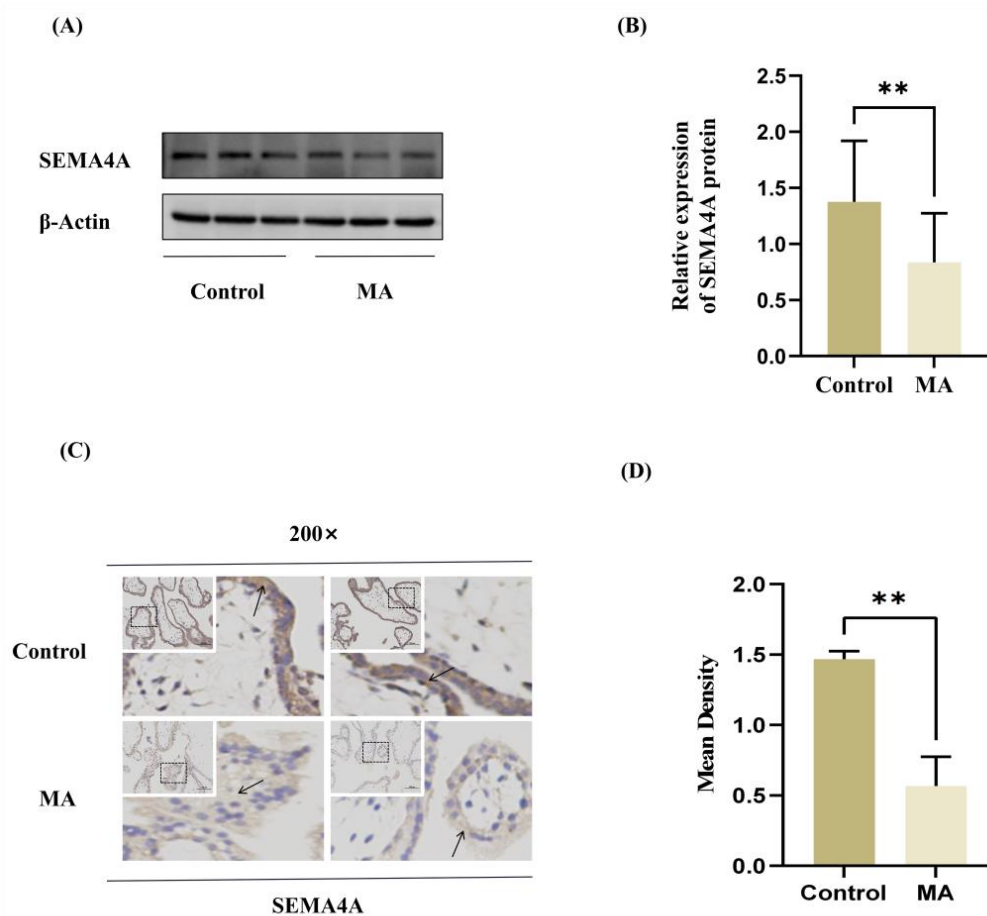 (A)
SEMA4A
β-Actin
Control MA
(B)
Relative expression
of SEMA4A protein
2.5
2.0
1.5
1.0
0.5
0.0
**
Control MA
(C)
200×
Control
MA
SEMA4A
(D)
Mean Density
2.0
1.5
1.0
0.5
0.0
**
Control MA